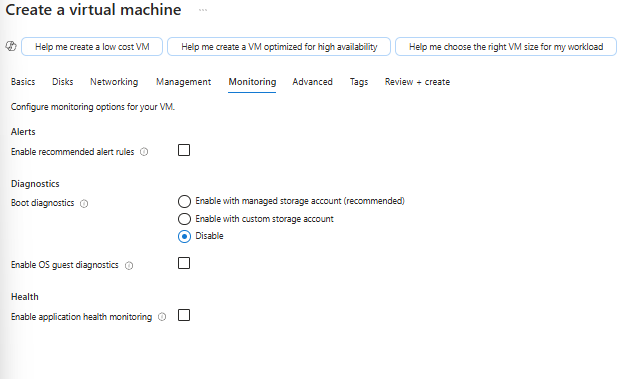 Create a virtual machine ...
Help me create a low cost VM Help me create a VM optimized for high availability Help me choose the right VM size for my workload
Basics Disks Networking Management Monitoring Advanced Tags Review + create
Configure monitoring options for your VM.
Alerts
Enable recommended alert rules
Diagnostics
Boot diagnostics
Enable with managed storage account (recommended)
Enable with custom storage account
Disable
Enable OS guest diagnostics
Health
Enable application health monitoring